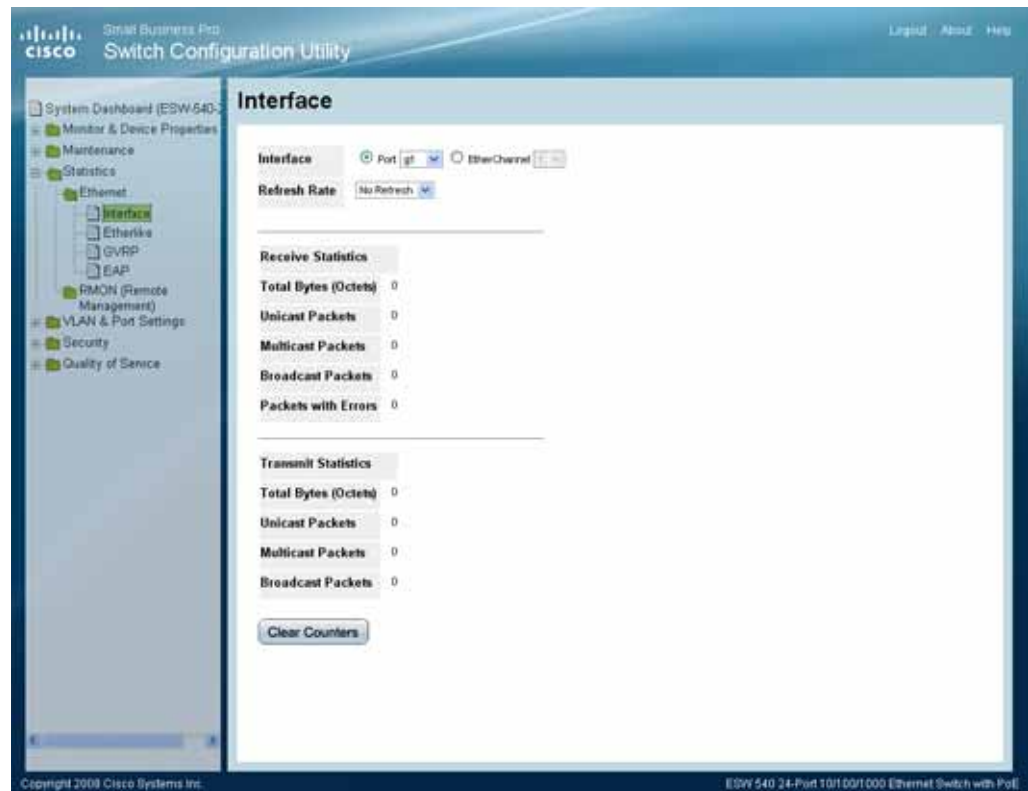 Small Business Pro
CISCO Switch Configuration Utility
Logout About Help
System Dashboard (ESW-540-2
Monitor & Device Properties
Maintenance
Statistics
Ethernet
Interface
Etherlike
GVRP
EAP
RMON (Remote
Management)
VLAN & Port Settings
Security
Quality of Service
Interface
Interface Port g1 EtherChannel
Refresh Rate No Refresh
Receive Statistics
Total Bytes (Octets) 0
Unicast Packets 0
Multicast Packets 0
Broadcast Packets 0
Packets with Errors 0
Transmit Statistics
Total Bytes (Octets) 0
Unicast Packets 0
Multicast Packets 0
Broadcast Packets 0
Clear Counters
Copyright 2008 Cisco Systems Inc.
ESW 540 24-Port 10/100/1000 Ethernet Switch with PoE